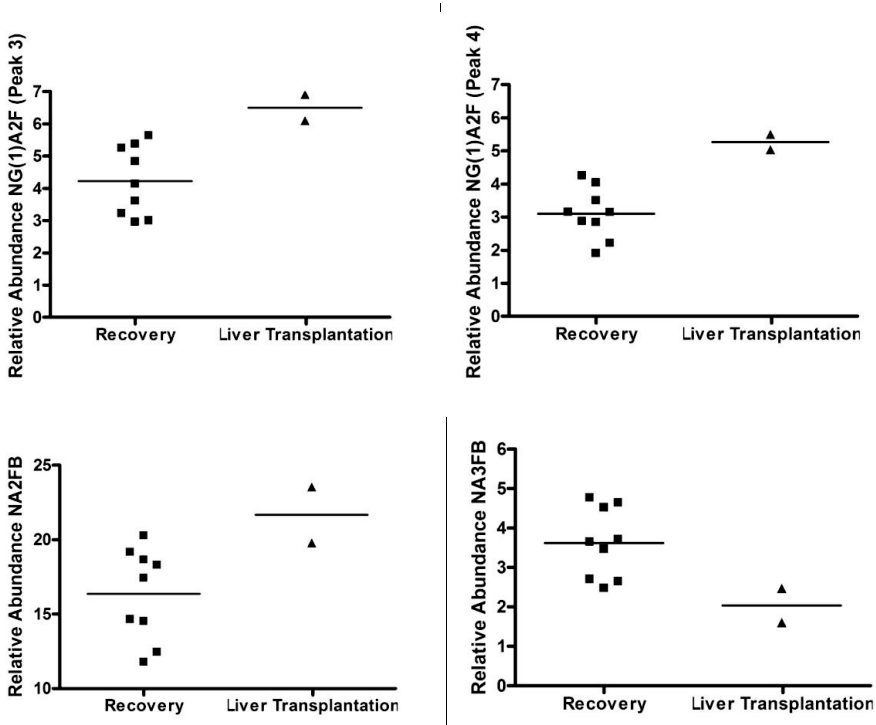 Relative Abundance NG(1)A2F (Peak 3)
7
6
5
4
3
2
1
0
Recovery
Liver Transplantation
Relative Abundance NG(1)A2F (Peak 4)
7
6
5
4
3
2
1
0
Recovery
Liver Transplantation
Relative Abundance NA2FB
25
20
15
10
Recovery
Liver Transplantation
Relative Abundance NA3FB
6
5
4
3
2
1
0
Recovery
Liver Transplantation